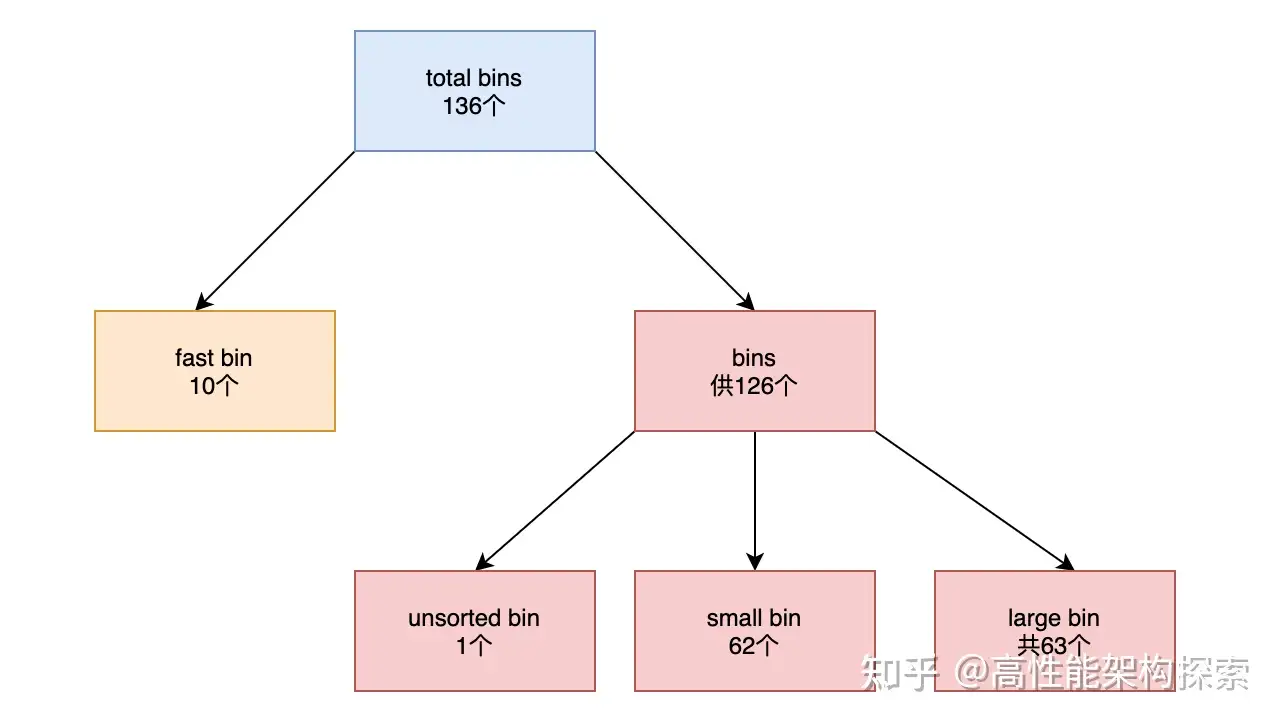 total bins
136个
fast bin
10个
bins
供126个
unsorted bin
1个
small bin
62个
large bin
共63个
知乎 @高性能架构探索